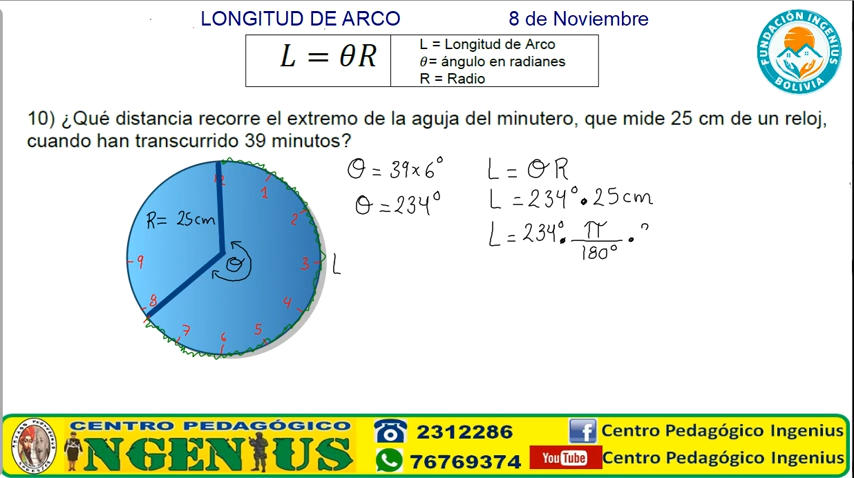 LONGITUD DE ARCO 8 de Noviembre
L = θR
L = Longitud de Arco
θ= ángulo en radianes
R = Radio
FUNDACIÓN INGENIUS
BOLIVIA
10) ¿Qué distancia recorre el extremo de la aguja del minutero, que mide 25 cm de un reloj,
cuando han transcurrido 39 minutos?
12
1
2
3
4
5
6
7
8
9
R = 25cm
θ
L
θ = 39 x 6°
θ = 234°
L = θ R
L = 234° • 25cm
L = 234° • π/180° •
CENTRO PEDAGÓGICO
INGENIUS
2312286
76769374
Centro Pedagógico Ingenius
YouTube Centro Pedagógico Ingenius